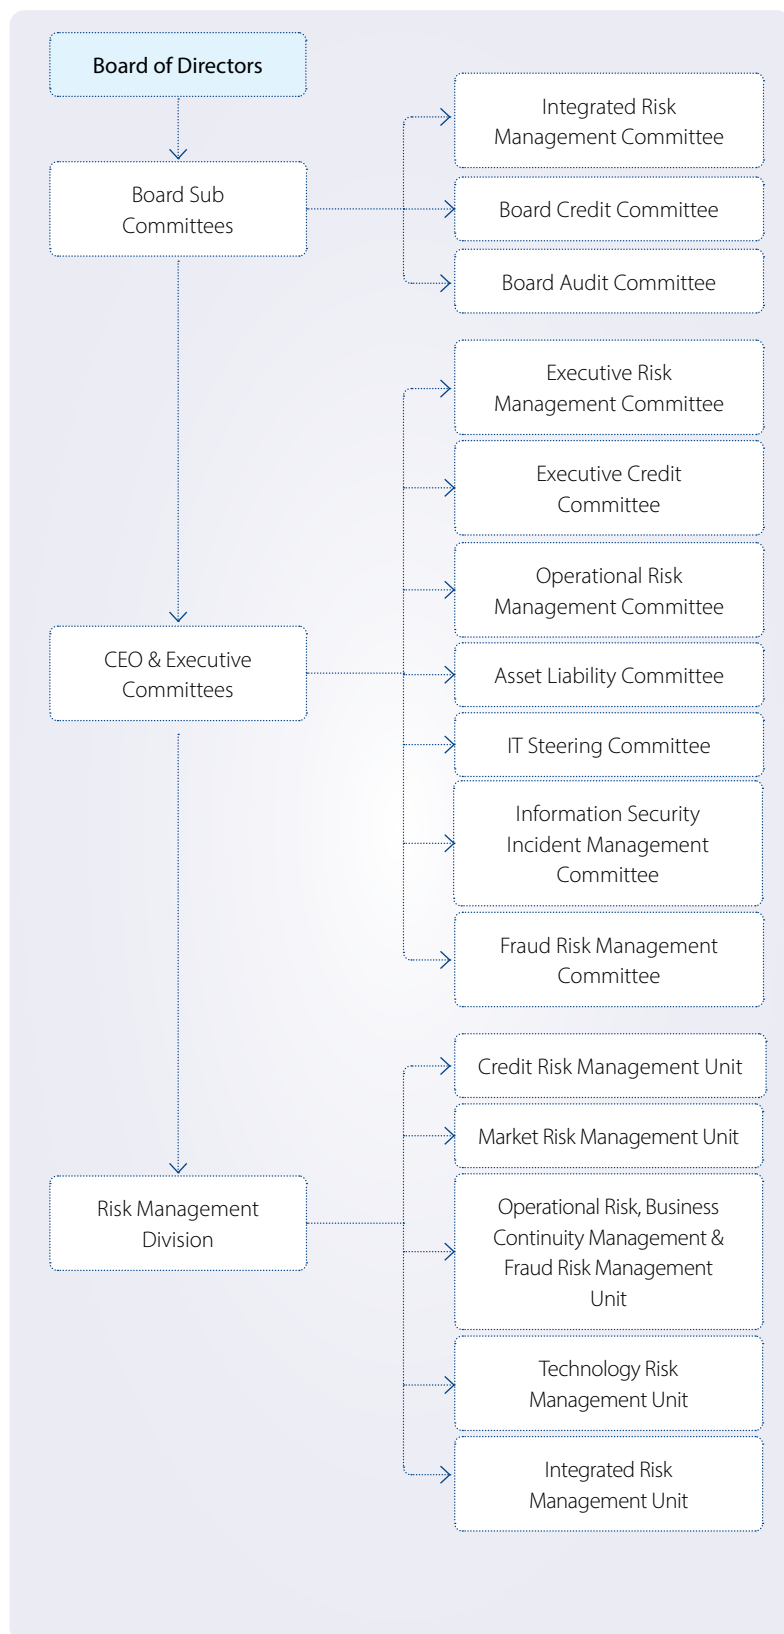 Board of Directors
Board Sub
Committees
Integrated Risk
Management Committee
Board Credit Committee
Board Audit Committee
CEO & Executive
Committees
Executive Risk
Management Committee
Executive Credit
Committee
Operational Risk
Management Committee
Asset Liability Committee
IT Steering Committee
Information Security
Incident Management
Committee
Fraud Risk Management
Committee
Risk Management
Division
Credit Risk Management Unit
Market Risk Management Unit
Operational Risk, Business
Continuity Management &
Fraud Risk Management
Unit
Technology Risk
Management Unit
Integrated Risk
Management Unit